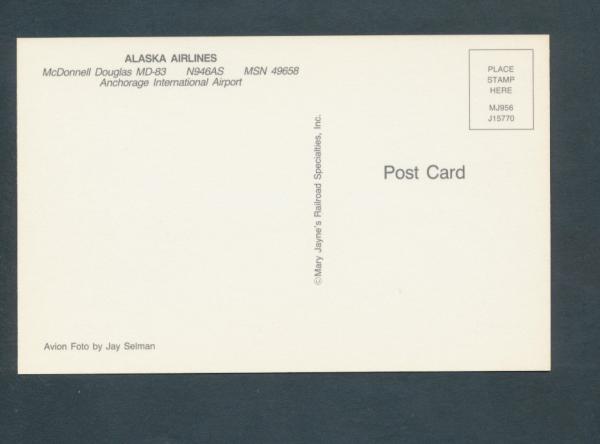 ALASKA AIRLINES
McDonnell Douglas MD-83 N946AS MSN 49658
Anchorage International Airport
PLACE
STAMP
HERE
MJ956
J15770
Post Card
©Mary Jayne's Railroad Specialties, Inc.
Avion Foto by Jay Selman